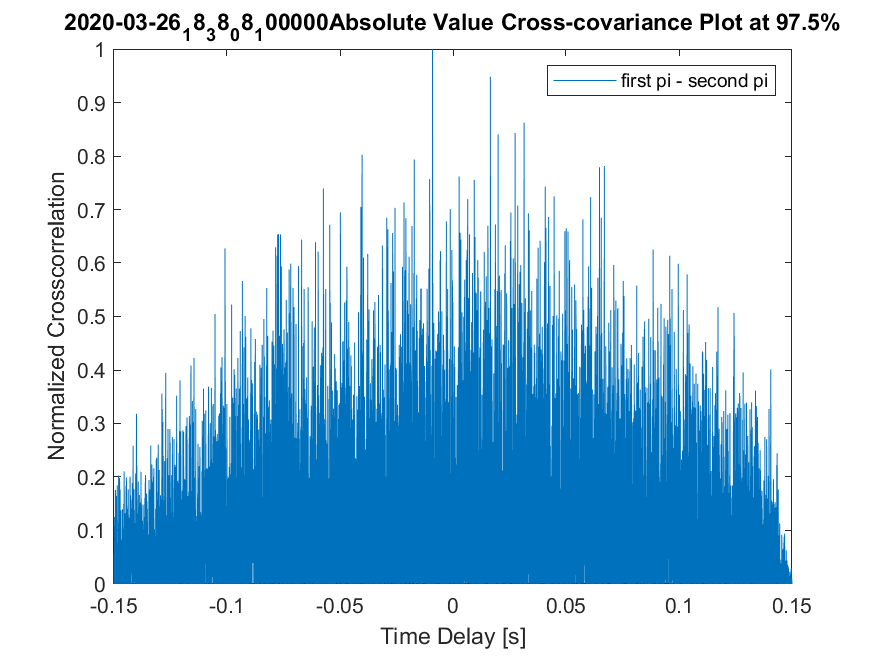 2020-03-26₁8₃8₀8₁00000Absolute Value Cross-covariance Plot at 97.5%
1
first pi - second pi
0.9
0.8
0.7
0.6
0.5
0.4
0.3
0.2
0.1
0
Normalized Crosscorrelation
-0.15 -0.1 -0.05 0 0.05 0.1 0.15
Time Delay [s]